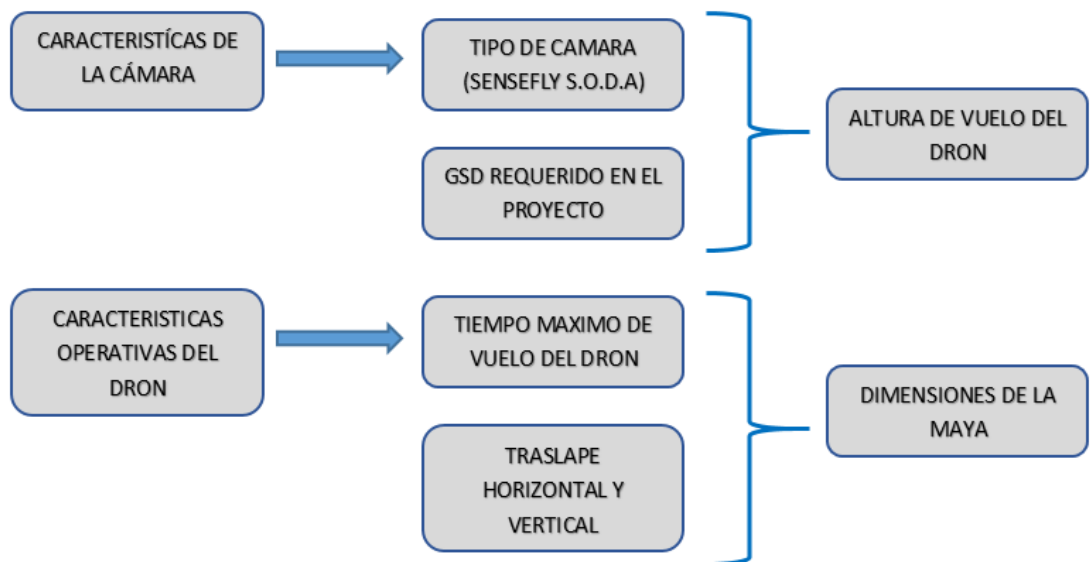 CARACTERISTÍCAS DE
LA CÁMARA
TIPO DE CAMARA
(SENSEFLY S.O.D.A)
GSD REQUERIDO EN EL
PROYECTO
ALTURA DE VUELO DEL
DRON
CARACTERISTICAS
OPERATIVAS DEL
DRON
TIEMPO MAXIMO DE
VUELO DEL DRON
TRASLAPE
HORIZONTAL Y
VERTICAL
DIMENSIONES DE LA
MAYA